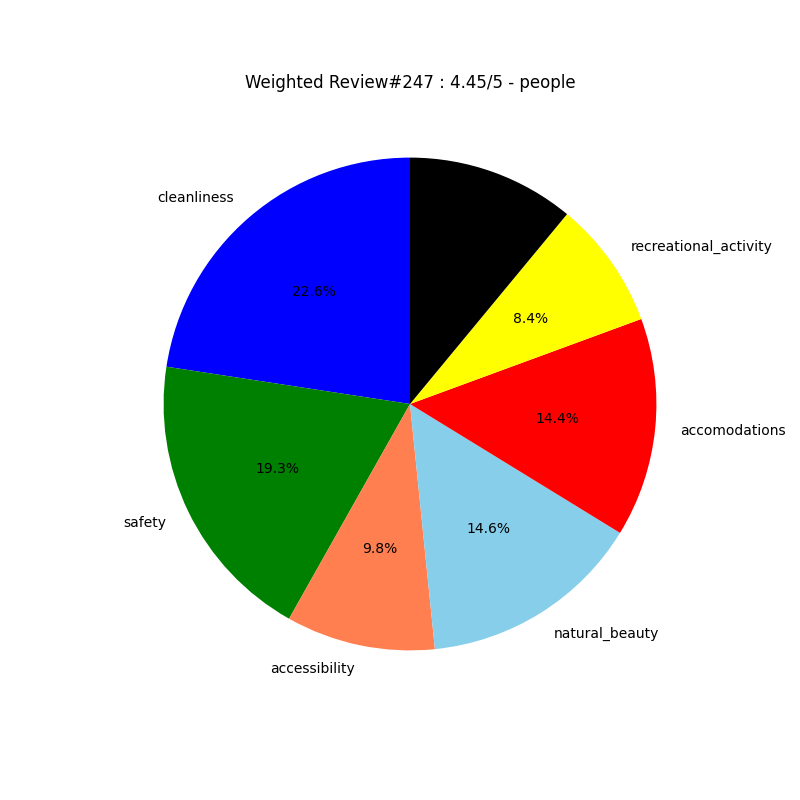 Weighted Review#247 : 4.45/5 - people
cleanliness
recreational_activity
22.6%
8.4%
14.4%
accomodations
19.3%
safety
14.6%
9.8%
natural_beauty
accessibility